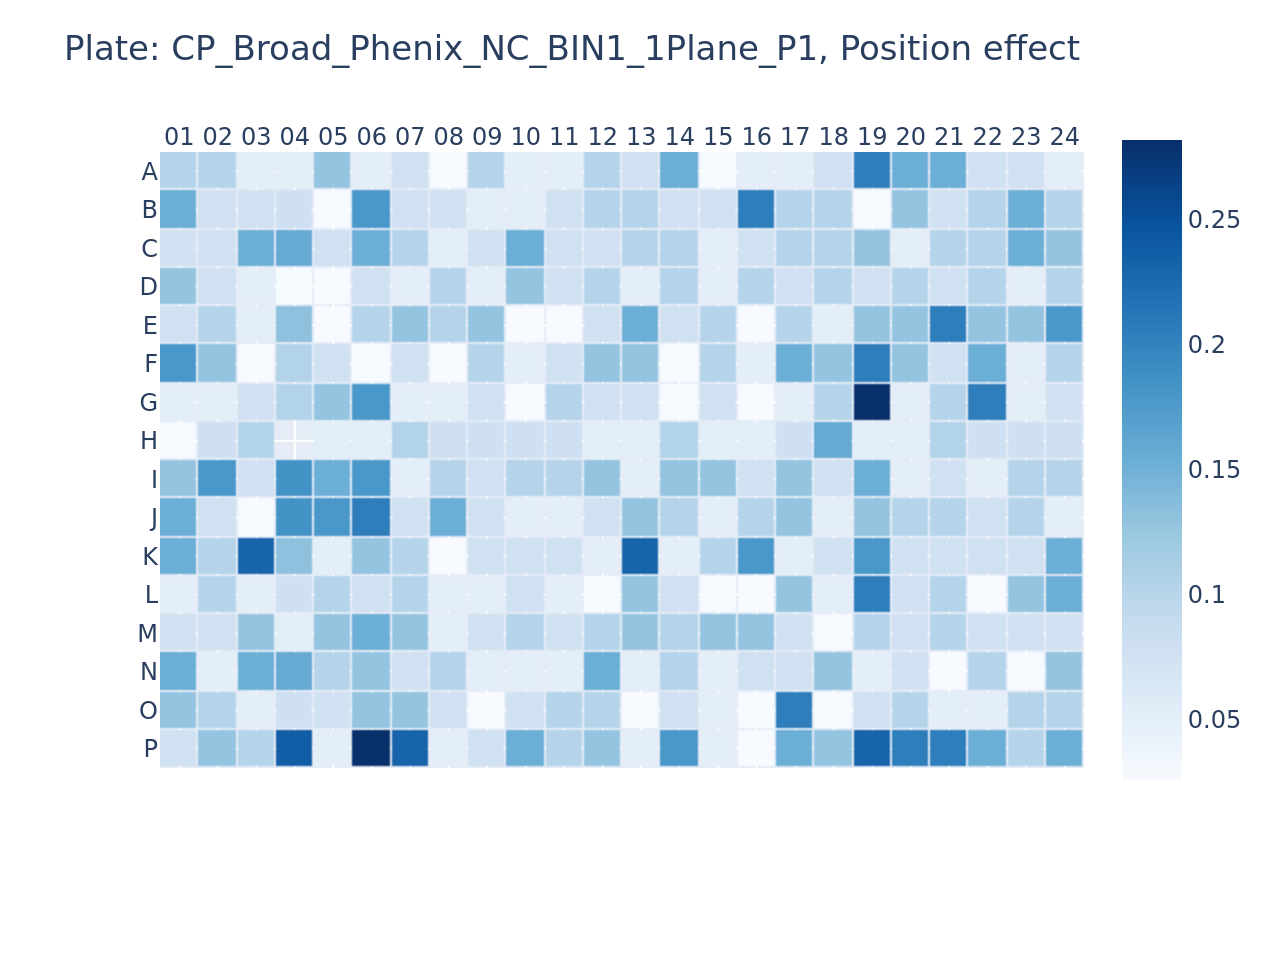 Plate: CP_Broad_Phenix_NC_BIN1_1Plane_P1, Position effect
01 02 03 04 05 06 07 08 09 10 11 12 13 14 15 16 17 18 19 20 21 22 23 24
A
B
C
D
E
F
G
H
I
J
K
L
M
N
O
P
0.25
0.2
0.15
0.1
0.05